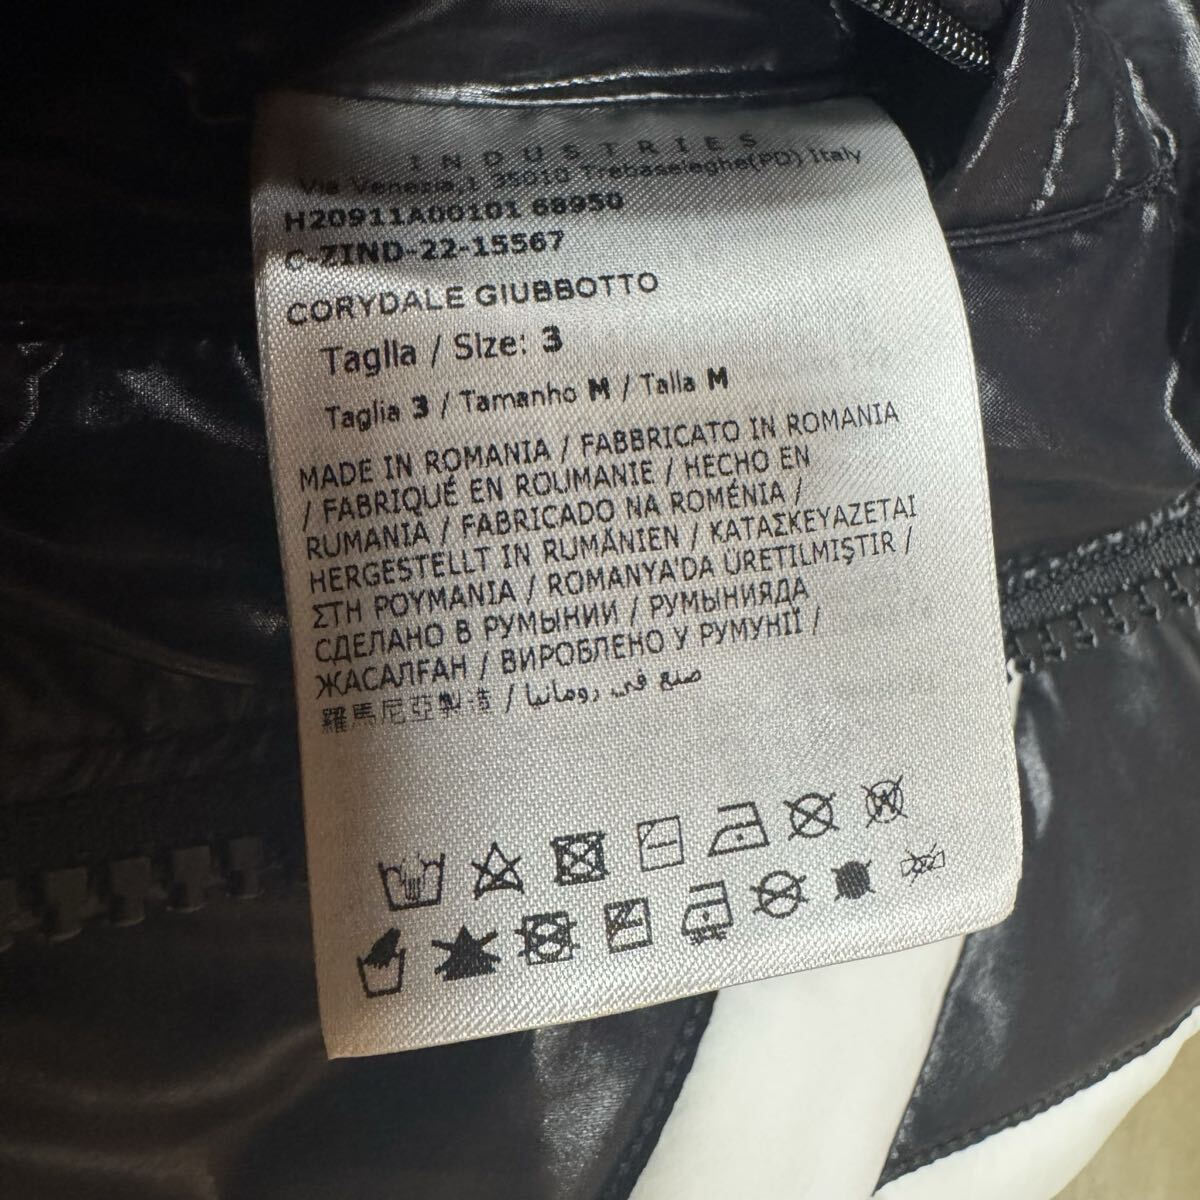 INDUSTRIES
Via Venezia,1 35010 Trebaseleghe(PD) Italy
H20911A00101 68950
C-ZIND-22-15567
CORYDALE GIUBBOTTO
Taglia / Size: 3
Taglia 3 / Tamanho M / Talla M
MADE IN ROMANIA / FABBRICATO IN ROMANIA
/ FABRIQUÉ EN ROUMANIE / HECHO EN
RUMANIA / FABRICADO NA ROMÉNIA /
HERGESTELLT IN RUMÄNIEN / ΚΑΤΑΣΚΕΥΑΖΕΤΑΙ
ΣΤΗ ΡΟΥΜΑΝΙΑ / ROMANYA'DA ÜRETILMIŞTIR /
СДЕЛАНО В РУМЫНИИ / РУМЫНИЯДА
ЖАСАЛҒАН / ВИРОБЛЕНО У РУМУНІЇ /
羅馬尼亞製造 / صنع في رومانيا